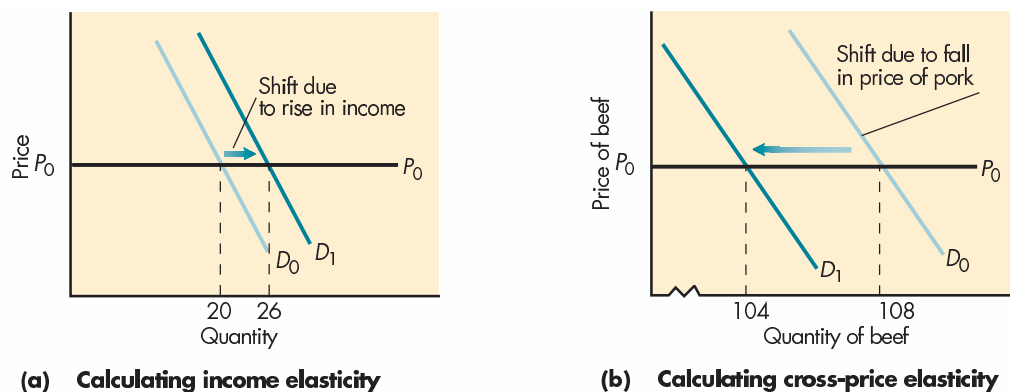 Price
P0
Shift due
to rise in income
P0
D0
D1
20
26
Quantity
(a) Calculating income elasticity
Price of beef
P0
Shift due to fall
in price of pork
P0
D1
D0
104
108
Quantity of beef
(b) Calculating cross-price elasticity